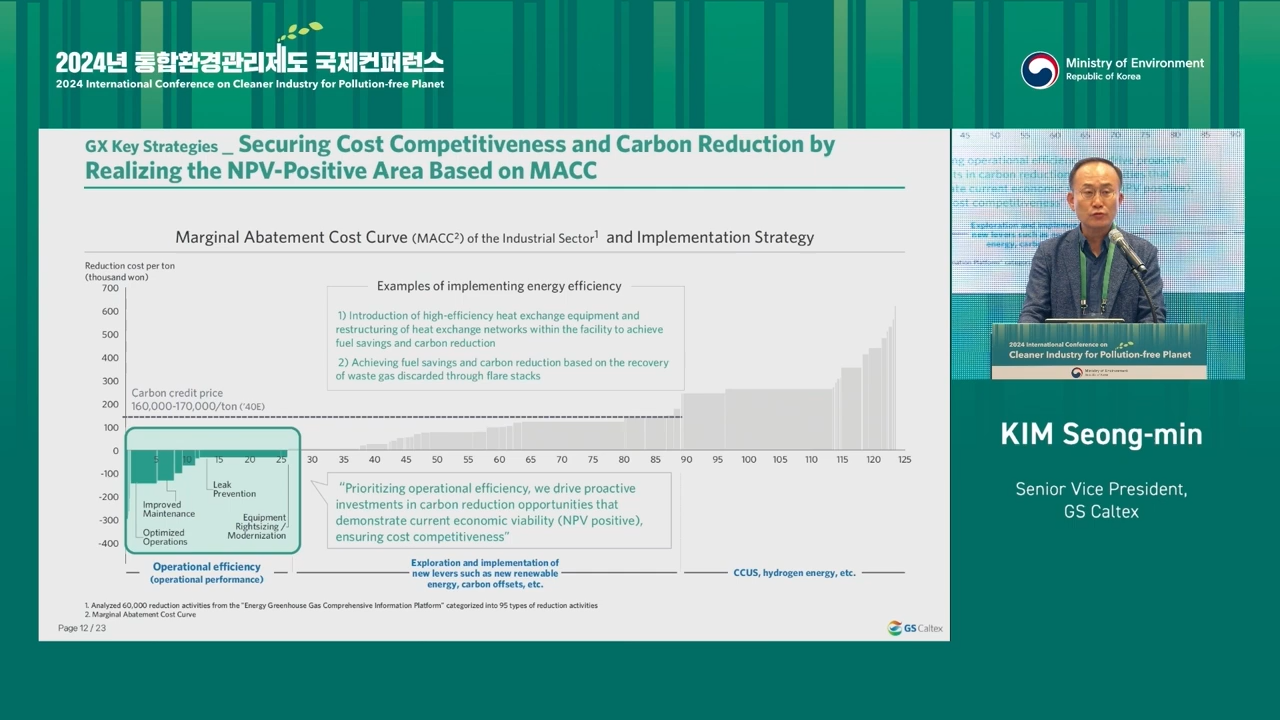 2024년 통합환경관리제도 국제컨퍼런스
2024 International Conference on Cleaner Industry for Pollution-free Planet
Ministry of Environment
Republic of Korea
GX Key Strategies _ Securing Cost Competitiveness and Carbon Reduction by
Realizing the NPV-Positive Area Based on MACC
Marginal Abatement Cost Curve (MACC2) of the Industrial Sector1 and Implementation Strategy
Reduction cost per ton
(thousand won)
700
600
500
400
300
200
100
0
-100
-200
-300
-400
Examples of implementing energy efficiency
1) Introduction of high-efficiency heat exchange equipment and
restructuring of heat exchange networks within the facility to achieve
fuel savings and carbon reduction
2) Achieving fuel savings and carbon reduction based on the recovery
of waste gas discarded through flare stacks
Carbon credit price
160,000-170,000/ton ('40E)
5 10 15 20 25 30 35 40 45 50 55 60 65 70 75 80 85 87 90 95 100 105 110 115 120 125
Leak
Prevention
Improved
Maintenance
Equipment
Rightsizing /
Modernization
Optimized
Operations
"Prioritizing operational efficiency, we drive proactive
investments in carbon reduction opportunities that
demonstrate current economic viability (NPV positive),
ensuring cost competitiveness"
Operational efficiency
(operational performance)
Exploration and implementation of
new levers such as new renewable
energy, carbon offsets, etc.
CCUS, hydrogen energy, etc.
1. Analyzed 60,000 reduction activities from the "Energy Greenhouse Gas Comprehensive Information Platform" categorized into 95 types of reduction activities
2. Marginal Abatement Cost Curve
Page 12 / 23
GS Caltex
45 50 55 60 65 70 75 80 85 90
2024 International Conference on
Cleaner Industry for Pollution-free Planet
Ministry of Environment
KIM Seong-min
Senior Vice President,
GS Caltex